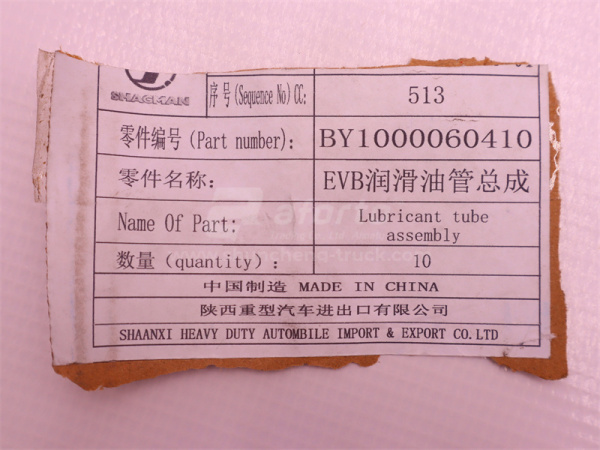 SHACMAN
序号(Sequence No)CC: 513
零件编号(Part number): BY1000060410
零件名称: EVB润滑油管总成
Name Of Part: Lubricant tube
assembly
数量(quantity): 10
中国制造 MADE IN CHINA
陕西重型汽车进出口有限公司
SHAANXI HEAVY DUTY AUTOMBILE IMPORT & EXPORT CO.LTD